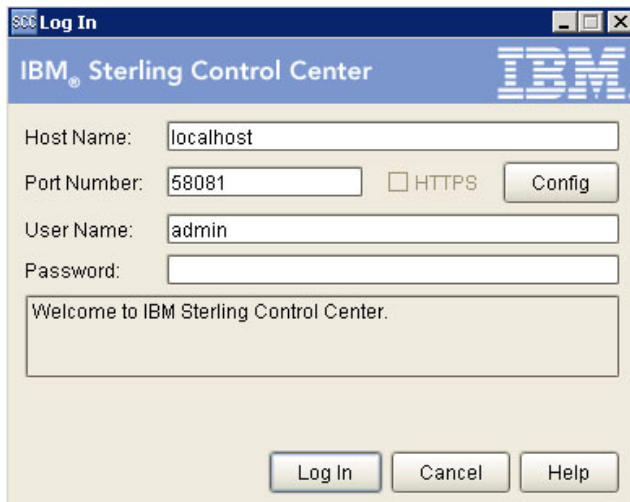 SCC Log In
IBM® Sterling Control Center IBM
Host Name: localhost
Port Number: 58081 HTTPS Config
User Name: admin
Password:
Welcome to IBM Sterling Control Center.
Log In Cancel Help